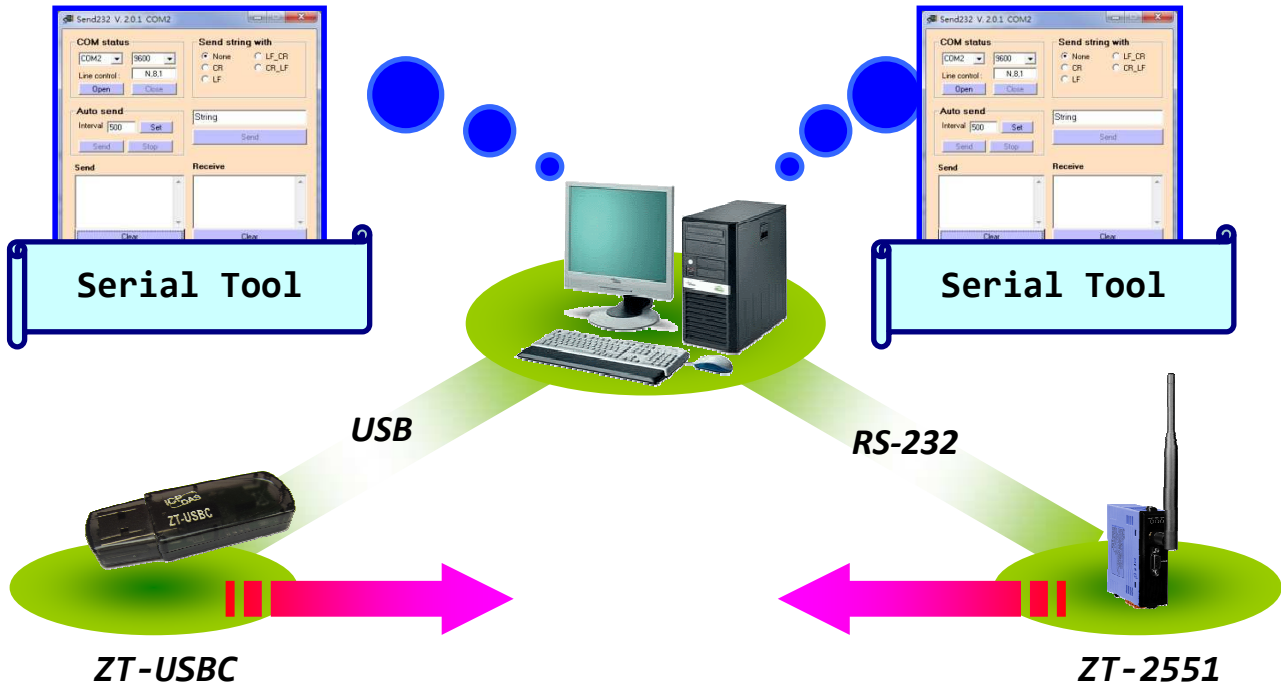 Send232 V. 2.0.1 COM2
COM status
COM2 9600
Line control : N,8,1
Open Close
Send string with
None LF_CR
CR CR_LF
LF
Auto send
Interval 500 Set
Send Stop
String
Send
Send Receive
Clear Clear
Serial Tool
Send232 V. 2.0.1 COM2
COM status
COM2 9600
Line control : N,8,1
Open Close
Send string with
None LF_CR
CR CR_LF
LF
Auto send
Interval 500 Set
Send Stop
String
Send
Send Receive
Clear Clear
Serial Tool
USB
RS-232
ICP DAS
ZT-USBC
ZT-USBC
ZT-2551